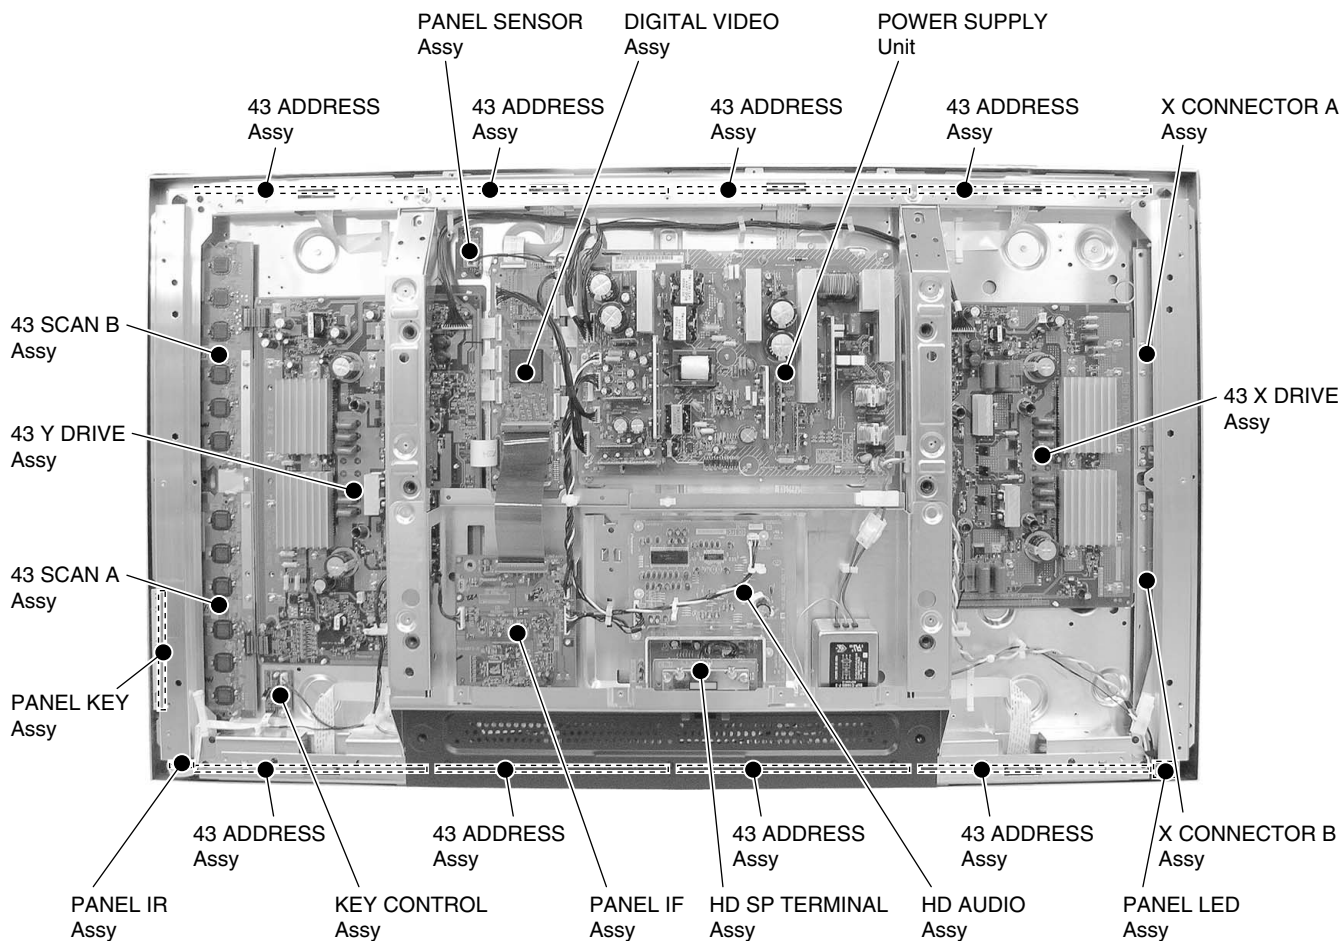 PANEL SENSOR
Assy
DIGITAL VIDEO
Assy
POWER SUPPLY
Unit
43 ADDRESS
Assy
43 ADDRESS
Assy
43 ADDRESS
Assy
43 ADDRESS
Assy
X CONNECTOR A
Assy
43 SCAN B
Assy
43 X DRIVE
Assy
43 Y DRIVE
Assy
43 SCAN A
Assy
PANEL KEY
Assy
43 ADDRESS
Assy
43 ADDRESS
Assy
43 ADDRESS
Assy
43 ADDRESS
Assy
X CONNECTOR B
Assy
PANEL IR
Assy
KEY CONTROL
Assy
PANEL IF
Assy
HD SP TERMINAL
Assy
HD AUDIO
Assy
PANEL LED
Assy